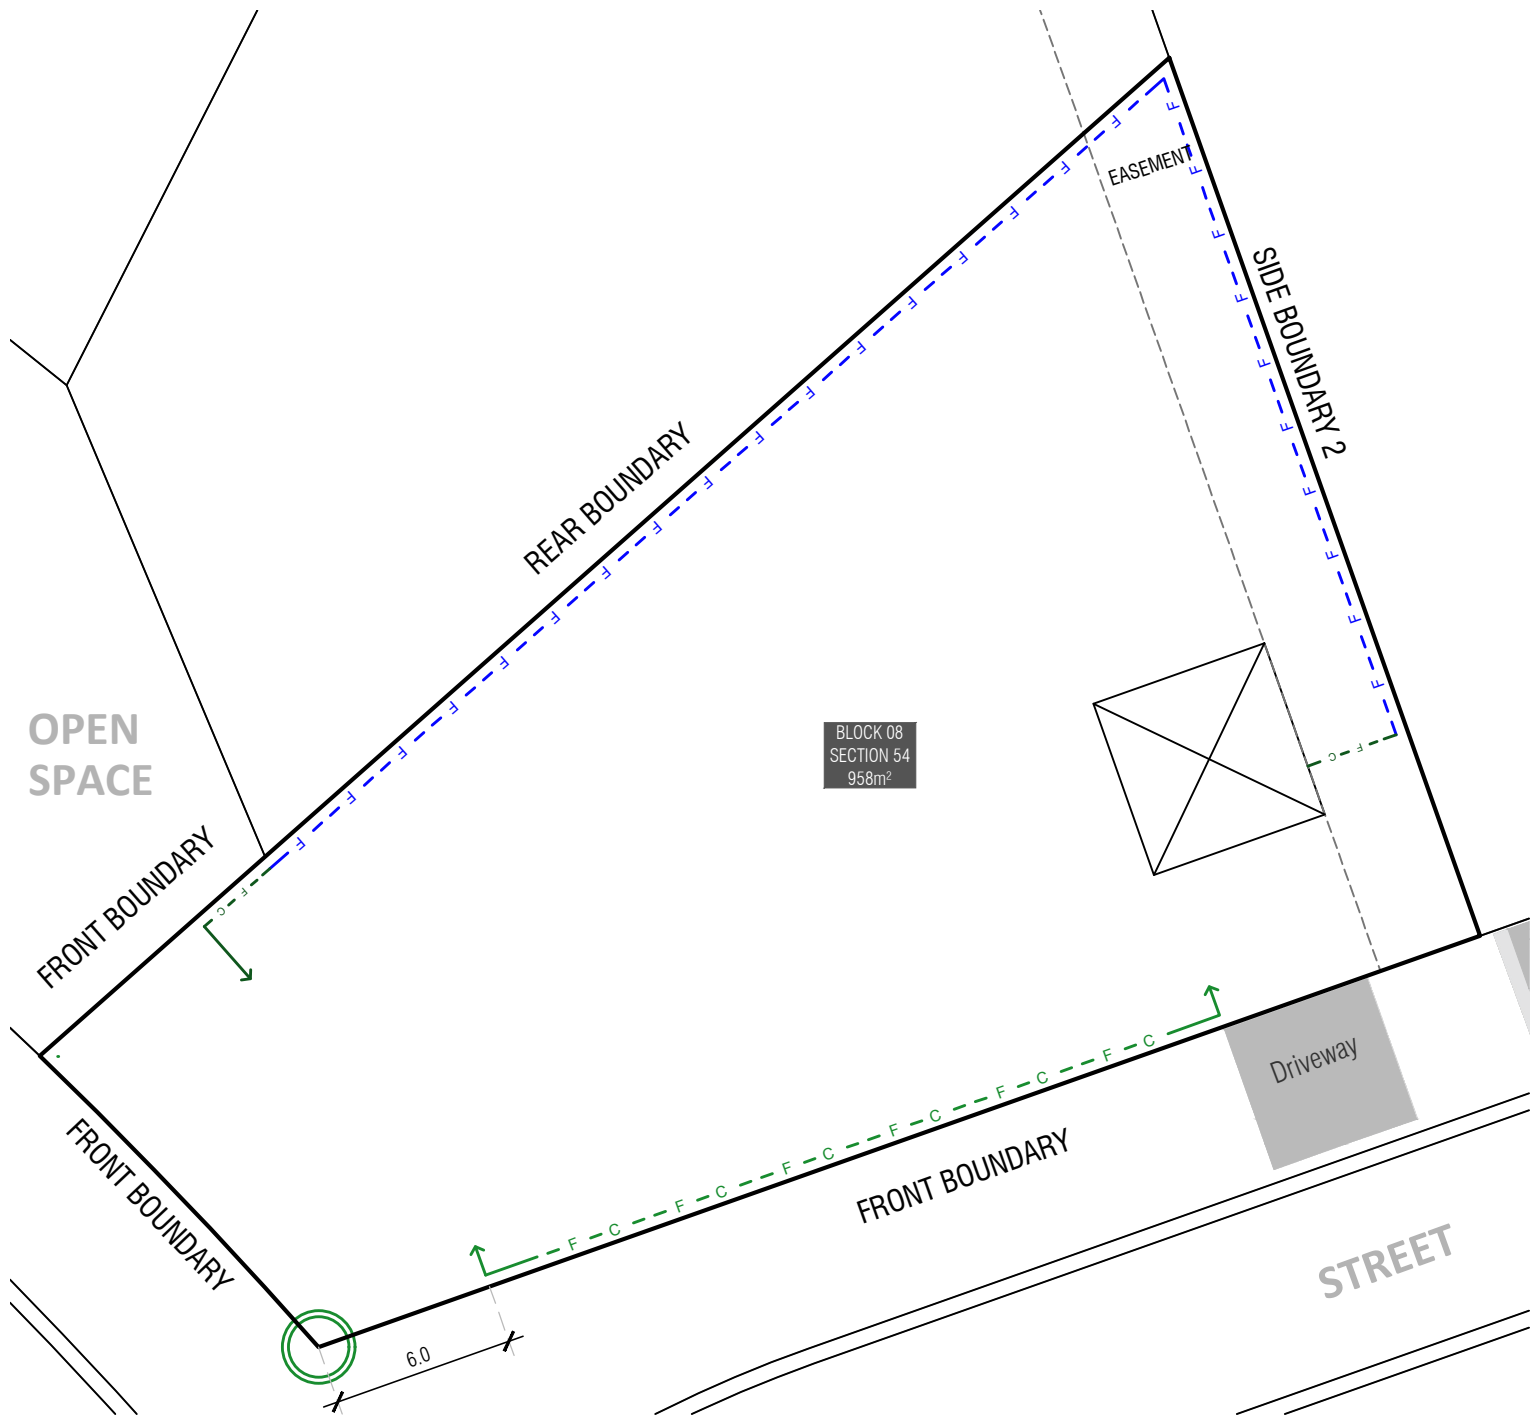 EASEMENT
SIDE BOUNDARY 2
REAR BOUNDARY
OPEN
SPACE
BLOCK 08
SECTION 54
958m²
FRONT BOUNDARY
F F F F F F F F F F F F F F F F F
F F F F F F F F F F
C F
F C
FRONT BOUNDARY
F C F C F C F C F C F C
Driveway
FRONT BOUNDARY
STREET
6.0